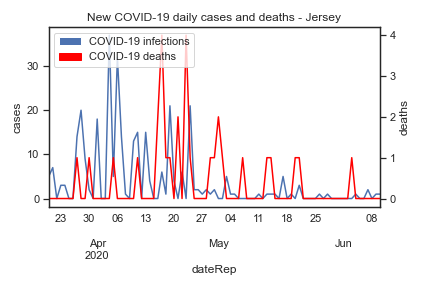 New COVID-19 daily cases and deaths - Jersey
COVID-19 infections
COVID-19 deaths
cases
30
20
10
0
deaths
4
3
2
1
0
23 30 06 13 20 27 04 11 18 25 08
Apr May Jun
2020
dateRep